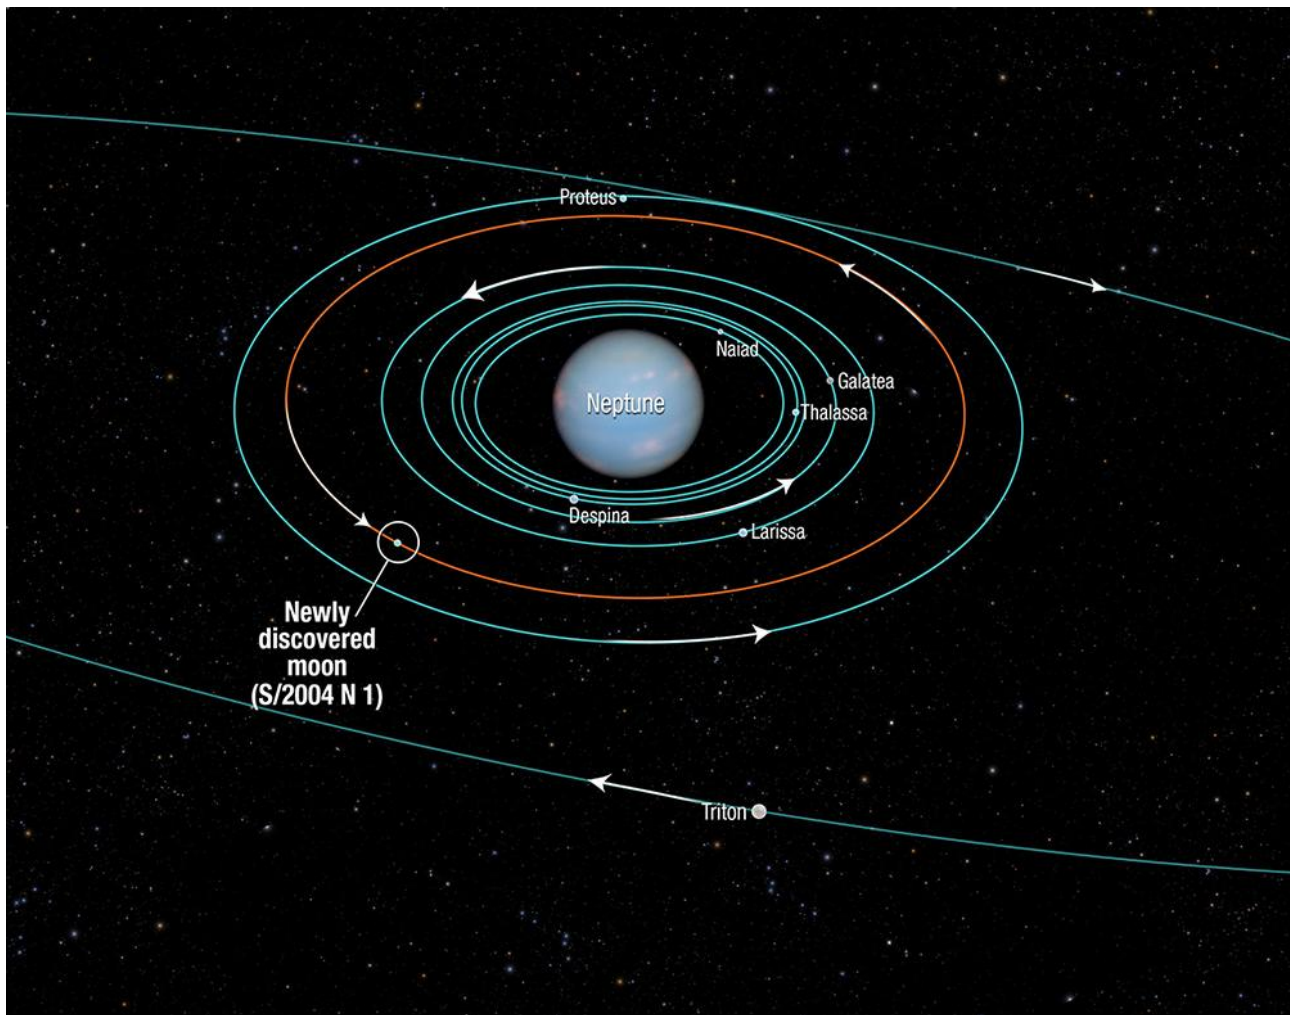 Proteus
Naiad
Galatea
Neptune
Thalassa
Despina
Larissa
Newly
discovered
moon
(S/2004 N 1)
Triton